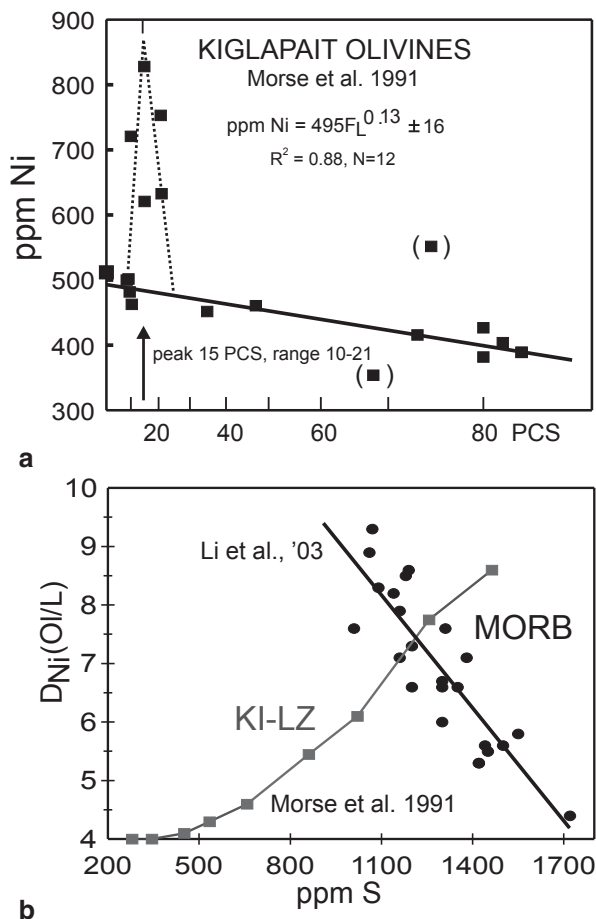 900
800
700
600
500
400
300
ppm Ni
KIGLAPAIT OLIVINES
Morse et al. 1991
ppm Ni = 495F_L^0.13 ±16
R² = 0.88, N=12
( )
( )
peak 15 PCS, range 10-21
20 40 60 80 PCS
a
10
9
8
7
6
5
4
D_Ni(Ol/L)
Li et al., '03
MORB
KI-LZ
Morse et al. 1991
200 500 800 1100 1400 1700
ppm S
b